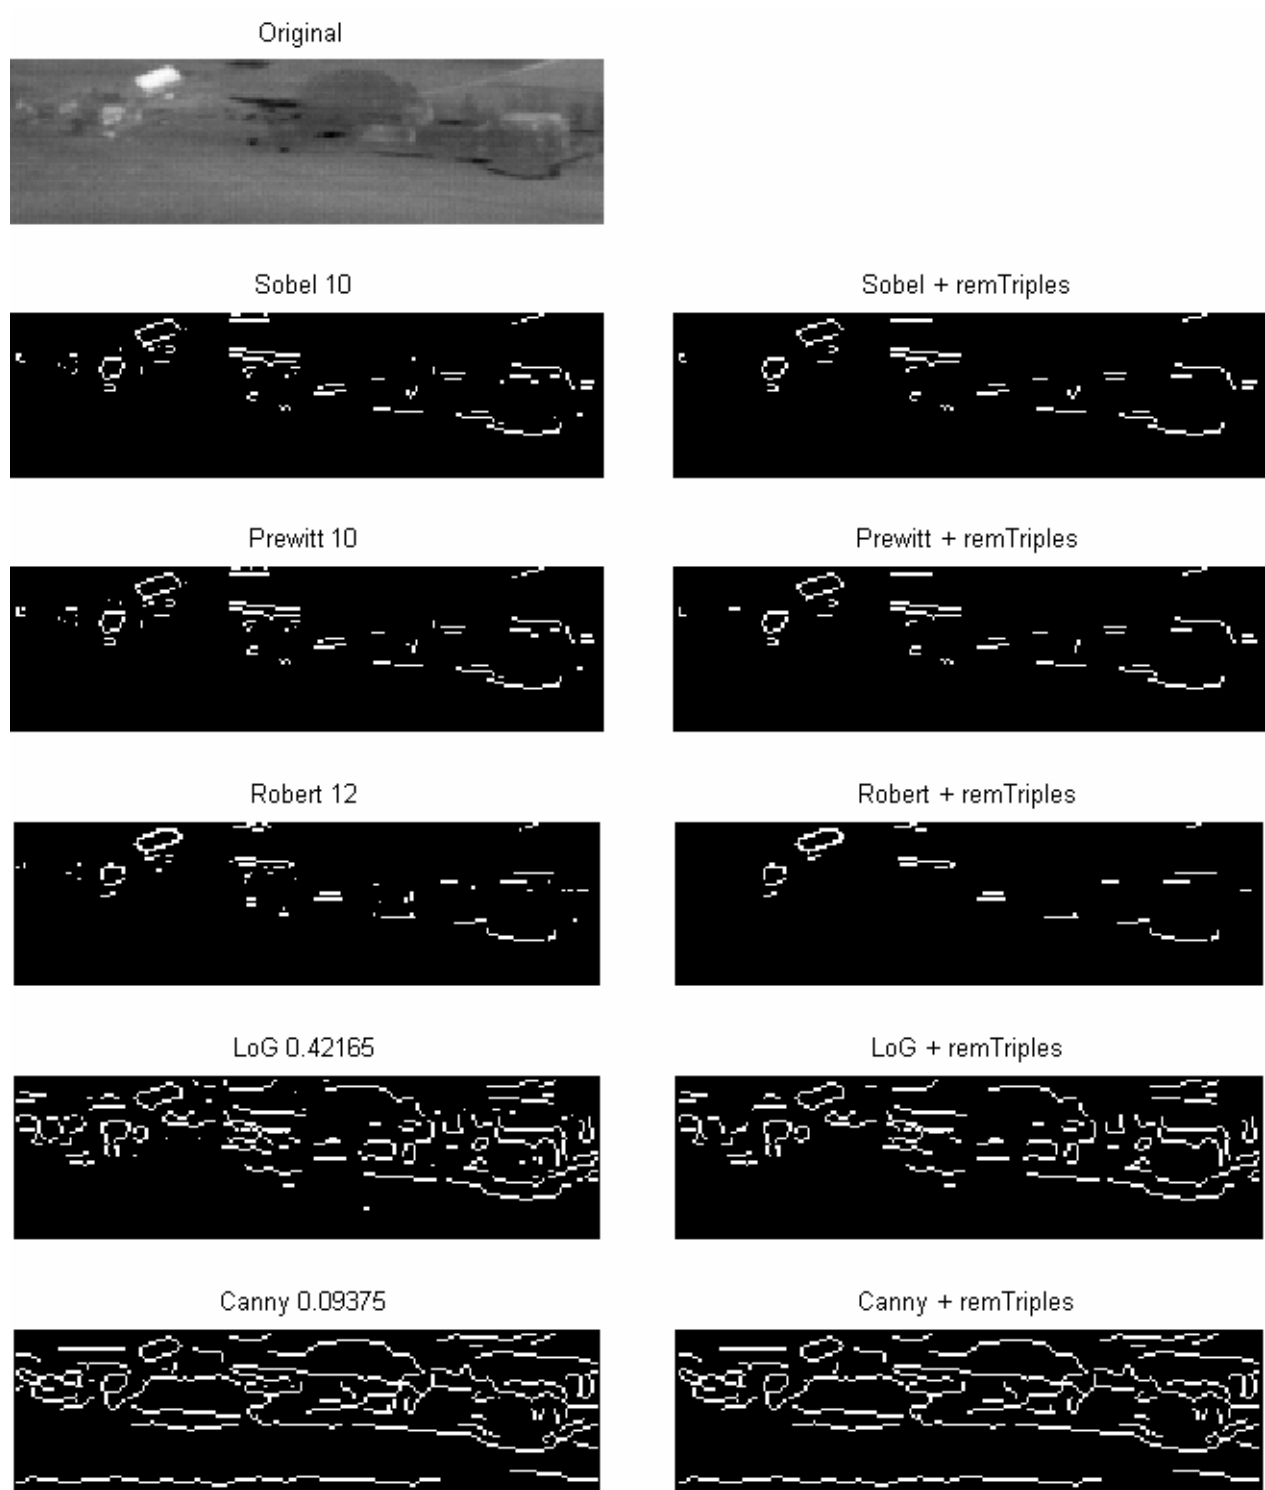 Original
Sobel 10
Sobel + remTriples
Prewitt 10
Prewitt + remTriples
Robert 12
Robert + remTriples
LoG 0.42165
LoG + remTriples
Canny 0.09375
Canny + remTriples